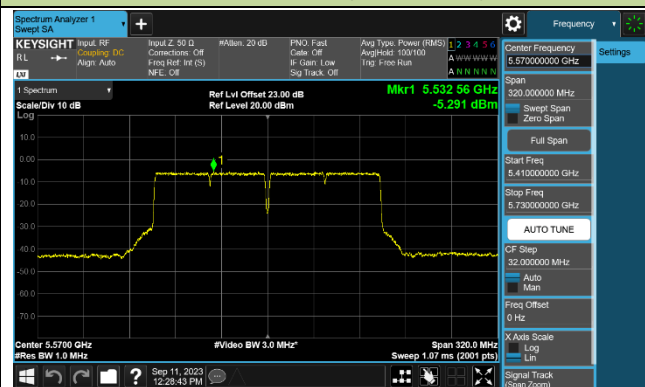 Spectrum Analyzer 1
Swept SA
+
Frequency
KEYSIGHT
RL
LXI
Input: RF
Coupling: DC
Align: Auto
Input Z: 50 Ω
Corrections: Off
Freq Ref: Int (S)
NFE: Off
#Atten: 20 dB
PNO: Fast
Gate: Off
IF Gain: Low
Sig Track: Off
Avg Type: Power (RMS)
Avg|Hold: 100/100
Trig: Free Run
1 2 3 4 5 6
A W W W W W
A N N N N N
1 Spectrum
Scale/Div 10 dB
Log
Ref Lvl Offset 23.00 dB
Ref Level 20.00 dBm
Mkr1 5.532 56 GHz
-5.291 dBm
1
10.0
0.00
-10.0
-20.0
-30.0
-40.0
-50.0
-60.0
-70.0
Center 5.5700 GHz
#Res BW 1.0 MHz
#Video BW 3.0 MHz*
Span 320.0 MHz
Sweep 1.07 ms (2001 pts)
Center Frequency
5.570000000 GHz
Span
320.000000 MHz
Swept Span
Zero Span
Full Span
Start Freq
5.410000000 GHz
Stop Freq
5.730000000 GHz
AUTO TUNE
CF Step
32.000000 MHz
Auto
Man
Freq Offset
0 Hz
X Axis Scale
Log
Lin
Signal Track
(Span Zoom)
Settings
?
Sep 11, 2023
12:28:43 PM